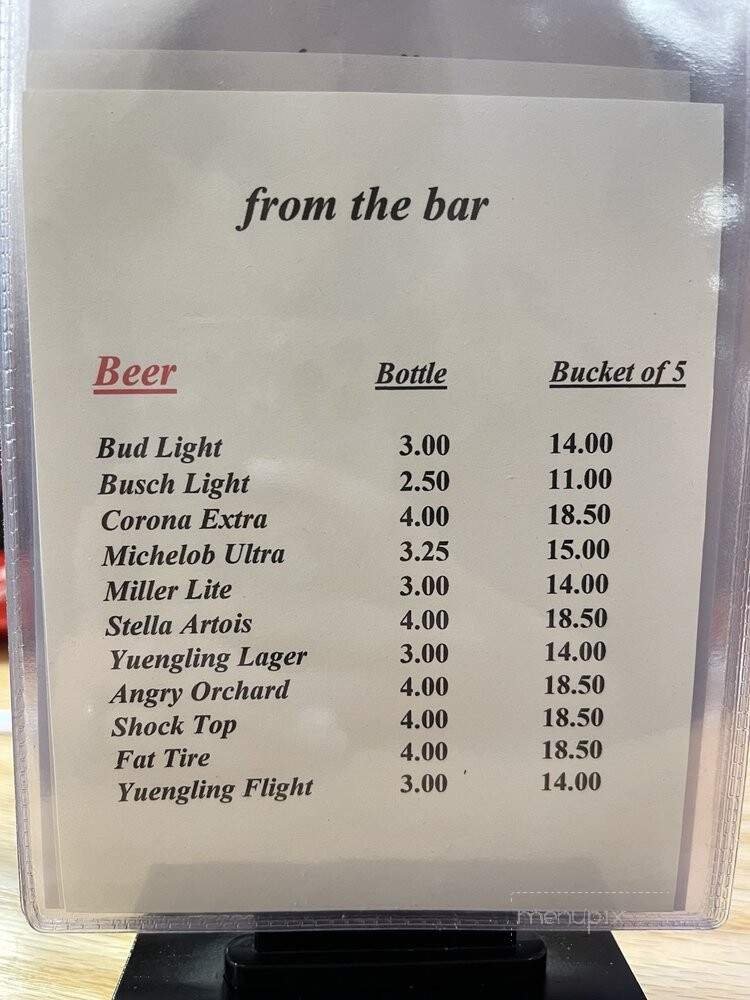 from the bar
Beer Bottle Bucket of 5
Bud Light 3.00 14.00
Busch Light 2.50 11.00
Corona Extra 4.00 18.50
Michelob Ultra 3.25 15.00
Miller Lite 3.00 14.00
Stella Artois 4.00 18.50
Yuengling Lager 3.00 14.00
Angry Orchard 4.00 18.50
Shock Top 4.00 18.50
Fat Tire 4.00 18.50
Yuengling Flight 3.00 14.00
menupix